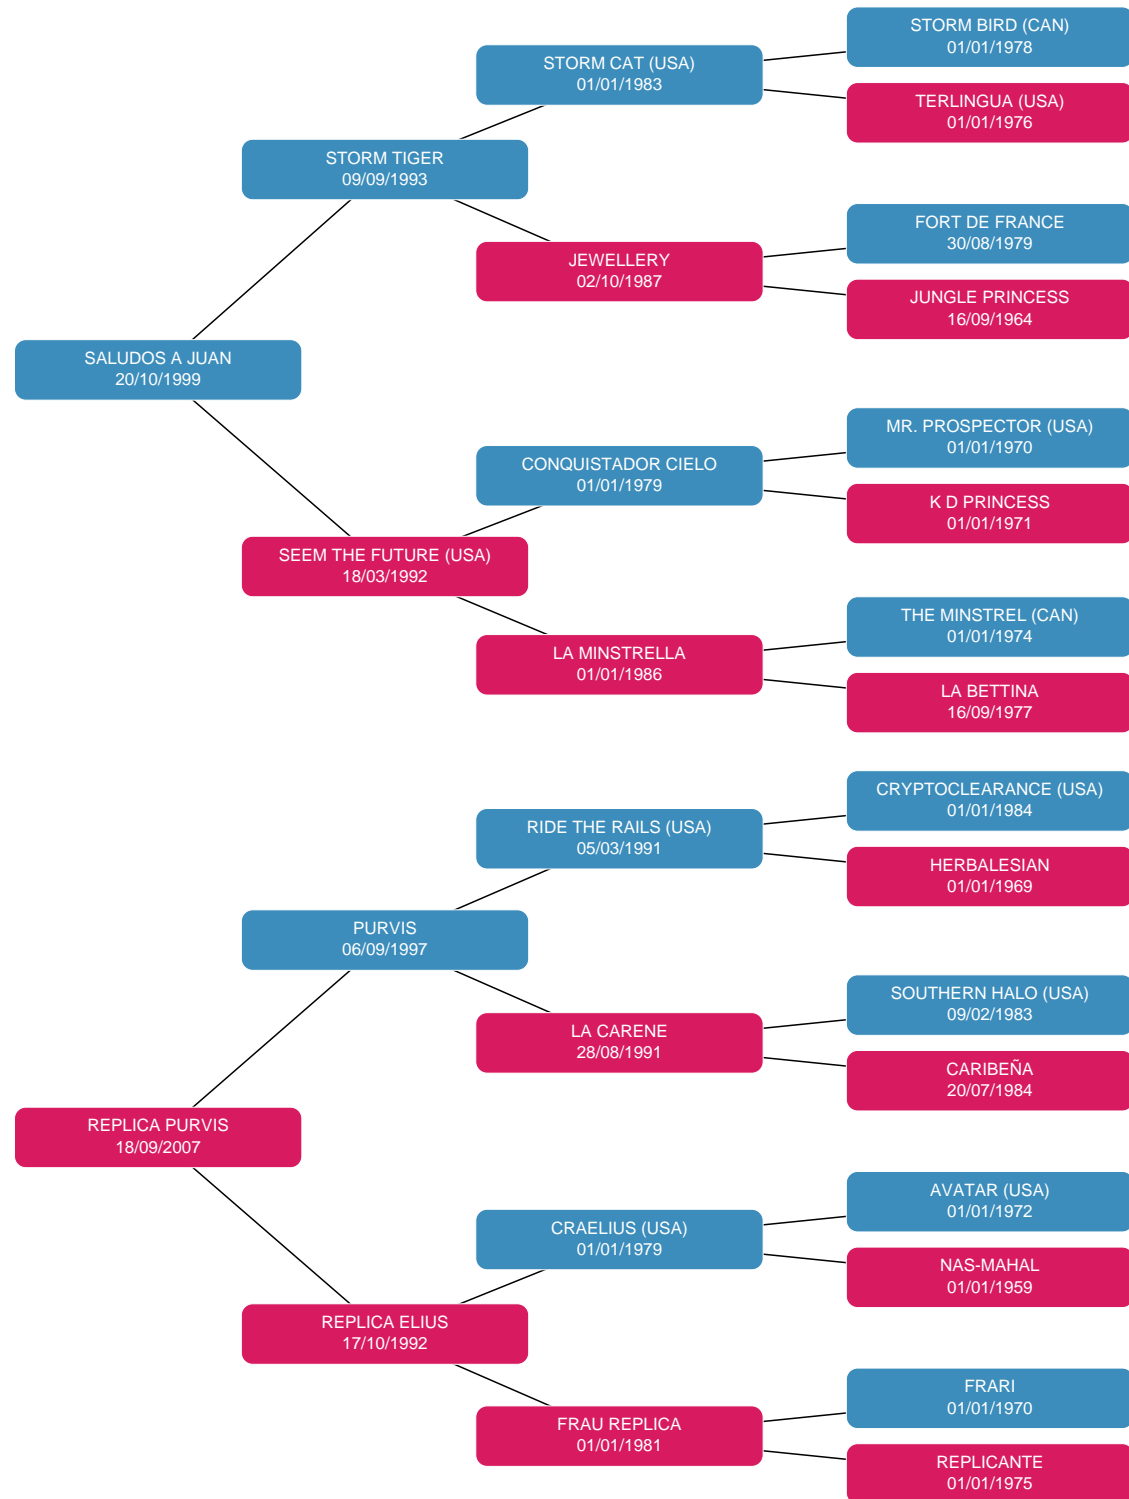 STORM BIRD (CAN)
01/01/1978
STORM CAT (USA)
01/01/1983
TERLINGUA (USA)
01/01/1976
STORM TIGER
09/09/1993
FORT DE FRANCE
30/08/1979
JEWELLERY
02/10/1987
JUNGLE PRINCESS
16/09/1964
SALUDOS A JUAN
20/10/1999
MR. PROSPECTOR (USA)
01/01/1970
CONQUISTADOR CIELO
01/01/1979
K D PRINCESS
01/01/1971
SEEM THE FUTURE (USA)
18/03/1992
THE MINSTREL (CAN)
01/01/1974
LA MINSTRELLA
01/01/1986
LA BETTINA
16/09/1977
CRYPTOCLEARANCE (USA)
01/01/1984
RIDE THE RAILS (USA)
05/03/1991
HERBALESIAN
01/01/1969
PURVIS
06/09/1997
SOUTHERN HALO (USA)
09/02/1983
LA CARENE
28/08/1991
CARIBEÑA
20/07/1984
REPLICA PURVIS
18/09/2007
AVATAR (USA)
01/01/1972
CRAELIUS (USA)
01/01/1979
NAS-MAHAL
01/01/1959
REPLICA ELIUS
17/10/1992
FRARI
01/01/1970
FRAU REPLICA
01/01/1981
REPLICANTE
01/01/1975